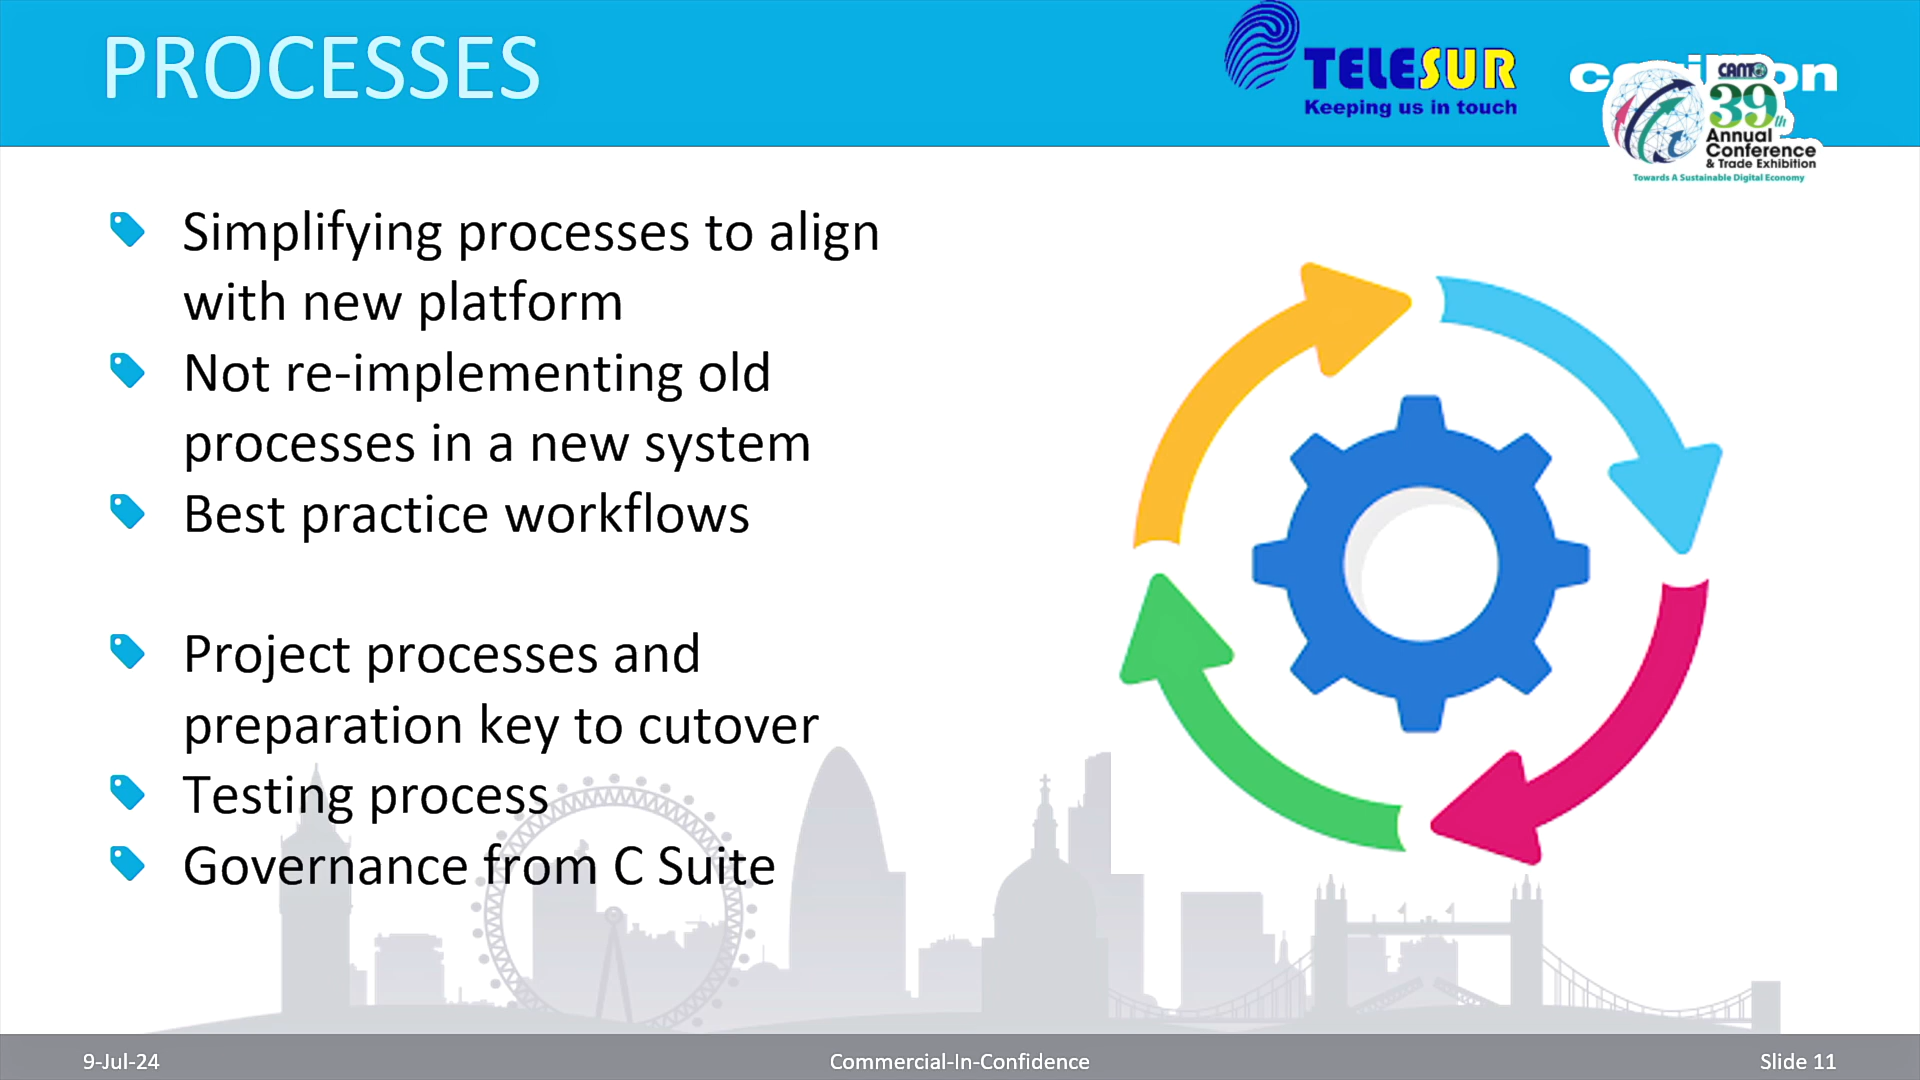 PROCESSES
TELESUR
Keeping us in touch
CANTO
39th
Annual
Conference
& Trade Exhibition
Towards A Sustainable Digital Economy
Simplifying processes to align
with new platform
Not re-implementing old
processes in a new system
Best practice workflows
Project processes and
preparation key to cutover
Testing process
Governance from C Suite
9-Jul-24
Commercial-In-Confidence
Slide 11